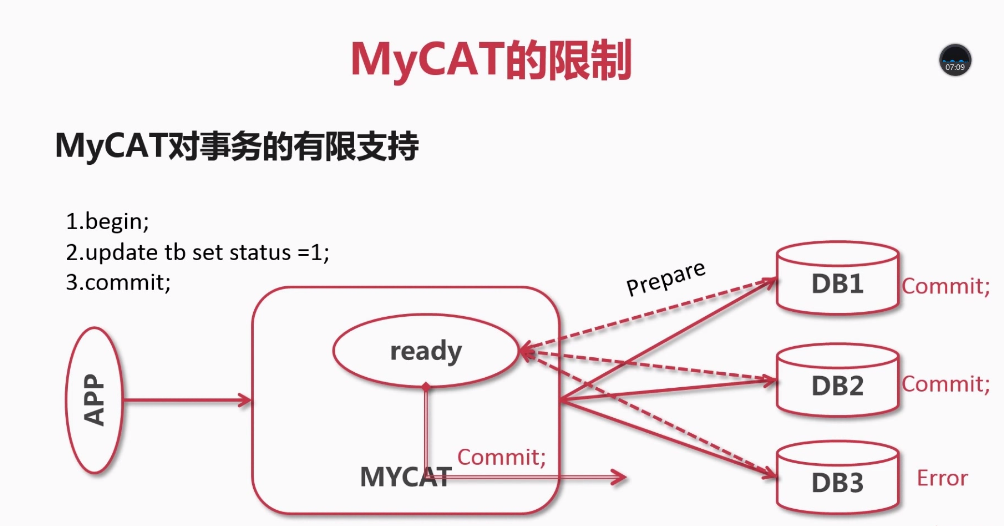 MyCAT的限制
07:09
MyCAT对事务的有限支持
1.begin;
2.update tb set status =1;
3.commit;
Prepare
DB1
Commit;
ready
DB2
Commit;
APP
Commit;
MYCAT
DB3
Error